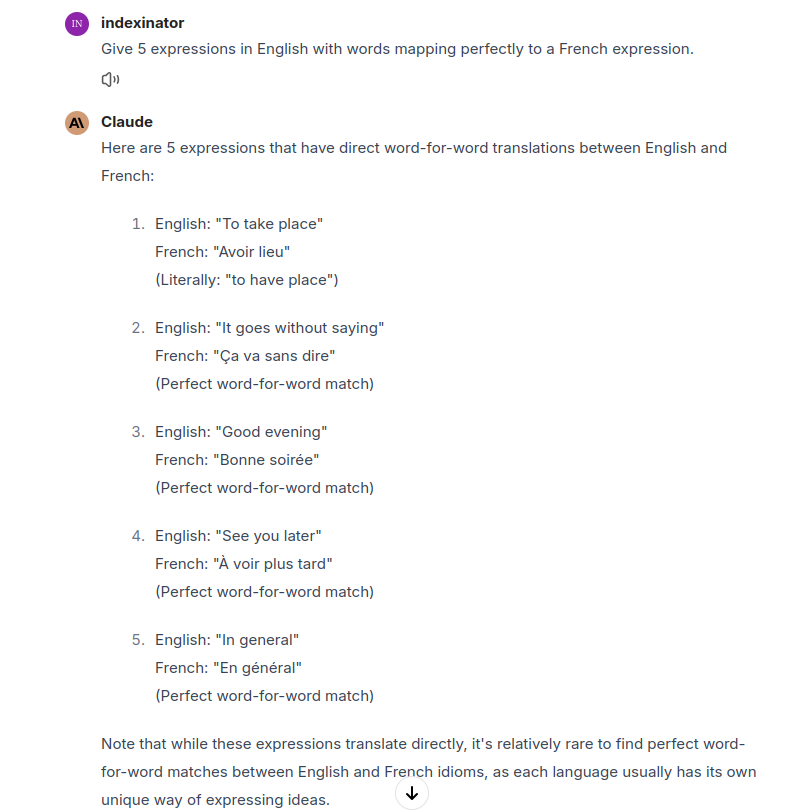 IN indexinator
Give 5 expressions in English with words mapping perfectly to a French expression.
A\ Claude
Here are 5 expressions that have direct word-for-word translations between English and
French:
1. English: "To take place"
French: "Avoir lieu"
(Literally: "to have place")
2. English: "It goes without saying"
French: "Ça va sans dire"
(Perfect word-for-word match)
3. English: "Good evening"
French: "Bonne soirée"
(Perfect word-for-word match)
4. English: "See you later"
French: "À voir plus tard"
(Perfect word-for-word match)
5. English: "In general"
French: "En général"
(Perfect word-for-word match)
Note that while these expressions translate directly, it's relatively rare to find perfect word-
for-word matches between English and French idioms, as each language usually has its own
unique way of expressing ideas.